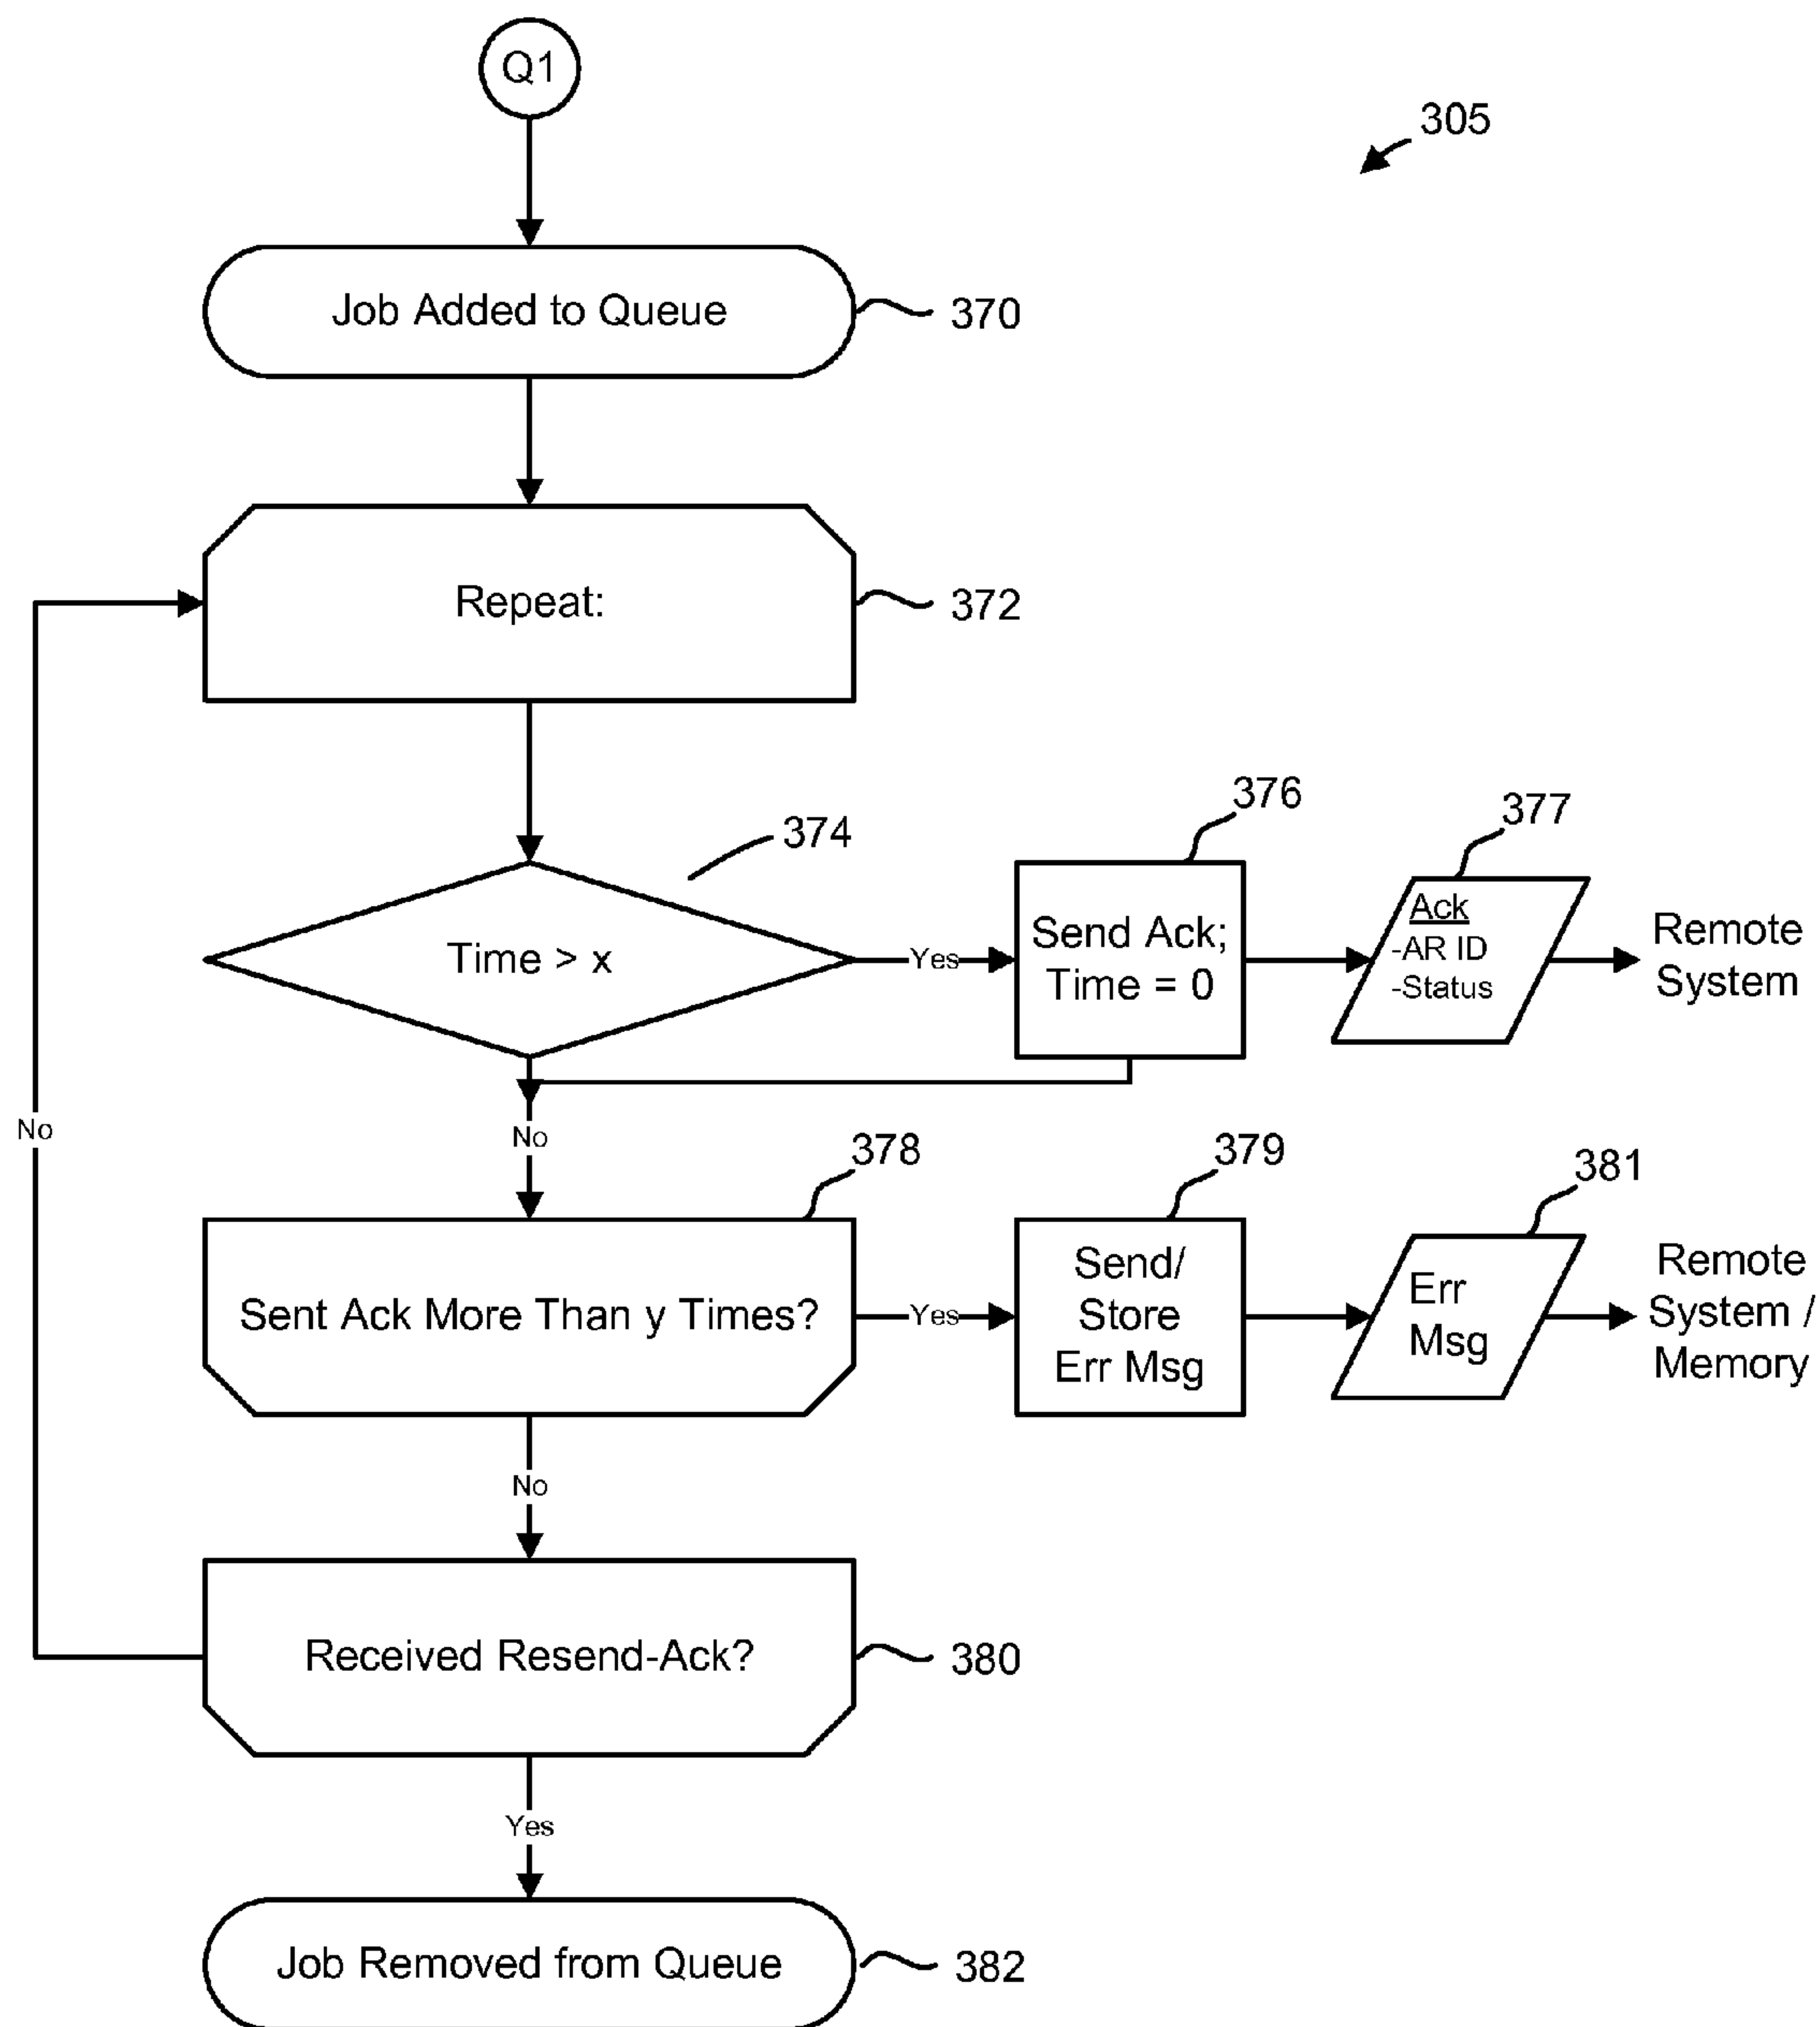 Q1
305
Job Added to Queue
370
Repeat:
372
374
376
377
Time > x
Yes
Send Ack;
Time = 0
Ack
-AR ID
-Status
Remote
System
No
No
378
379
381
Sent Ack More Than y Times?
Yes
Send/
Store
Err Msg
Err
Msg
Remote
System /
Memory
No
Received Resend-Ack?
380
Yes
Job Removed from Queue
382